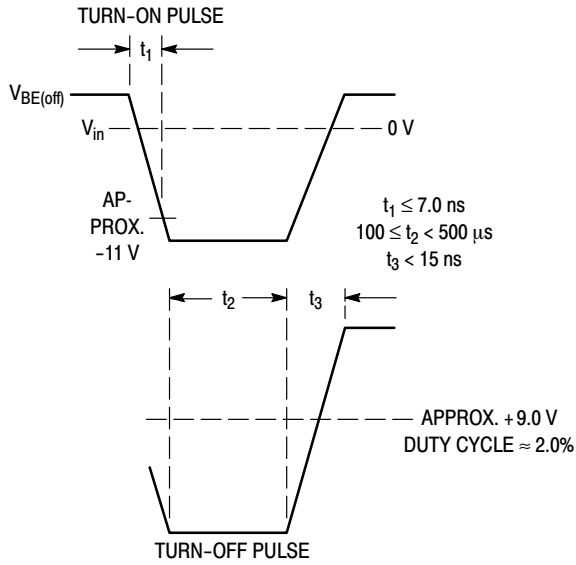 TURN–ON PULSE
t1
VBE(off)
Vin
0 V
AP-
PROX.
–11 V
t1 ≤ 7.0 ns
100 ≤ t2 < 500 μs
t3 < 15 ns
t2
t3
APPROX. +9.0 V
DUTY CYCLE ≈ 2.0%
TURN–OFF PULSE